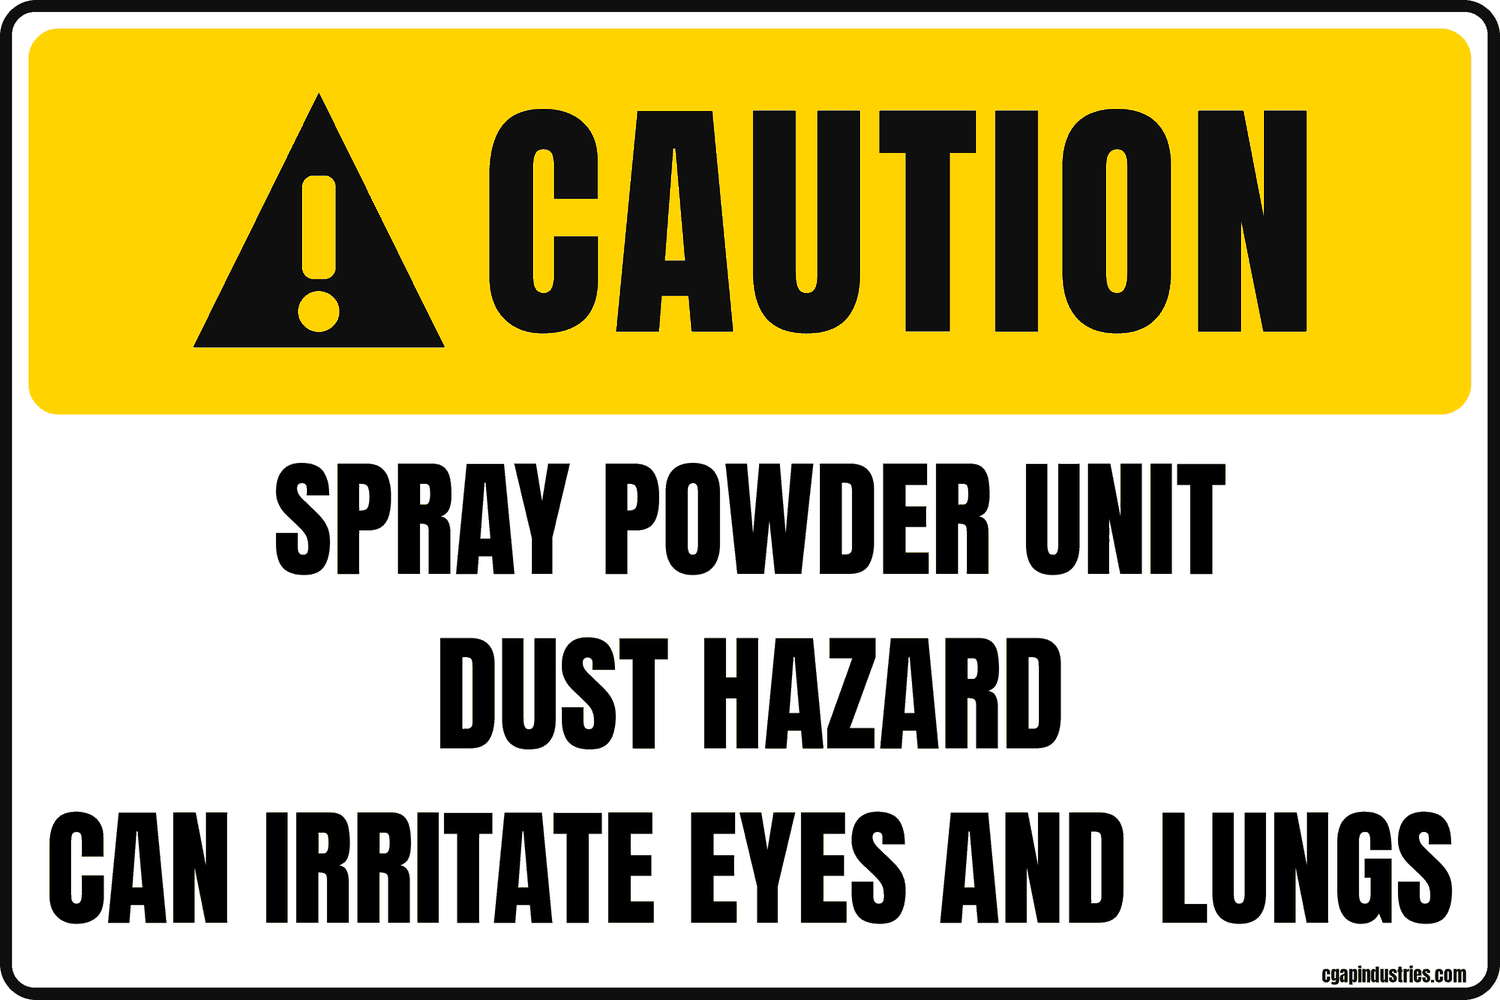 CAUTION
SPRAY POWDER UNIT
DUST HAZARD
CAN IRRITATE EYES AND LUNGS
cgapindustries.com